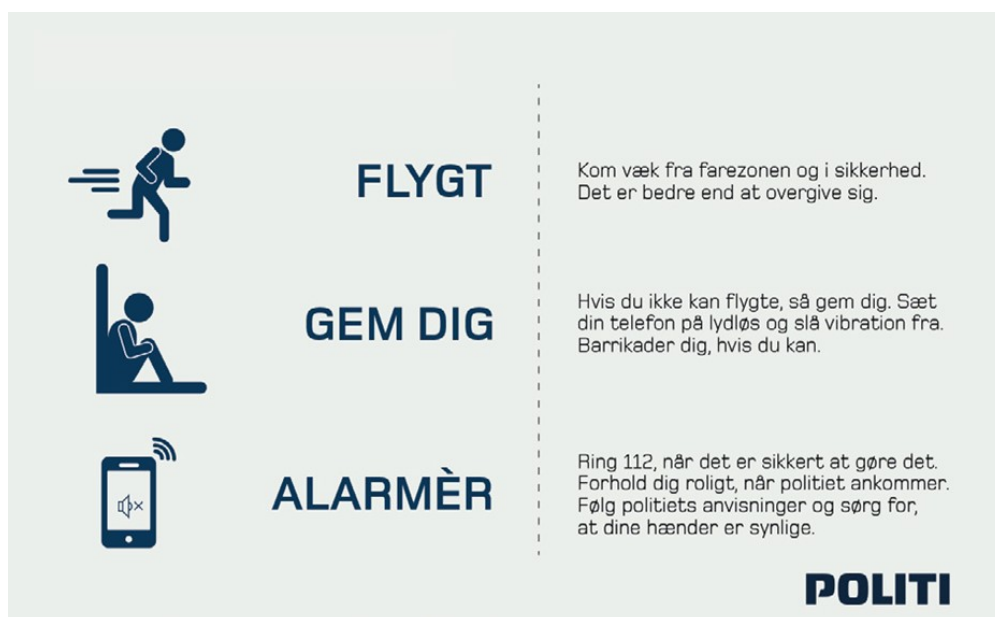 FLYGT
Kom væk fra farezonen og i sikkerhed.
Det er bedre end at overgive sig.
GEM DIG
Hvis du ikke kan flygte, så gem dig. Sæt
din telefon på lydløs og slå vibration fra.
Barrikader dig, hvis du kan.
ALARMÈR
Ring 112, når det er sikkert at gøre det.
Forhold dig roligt, når politiet ankommer.
Følg politiets anvisninger og sørg for,
at dine hænder er synlige.
POLITI